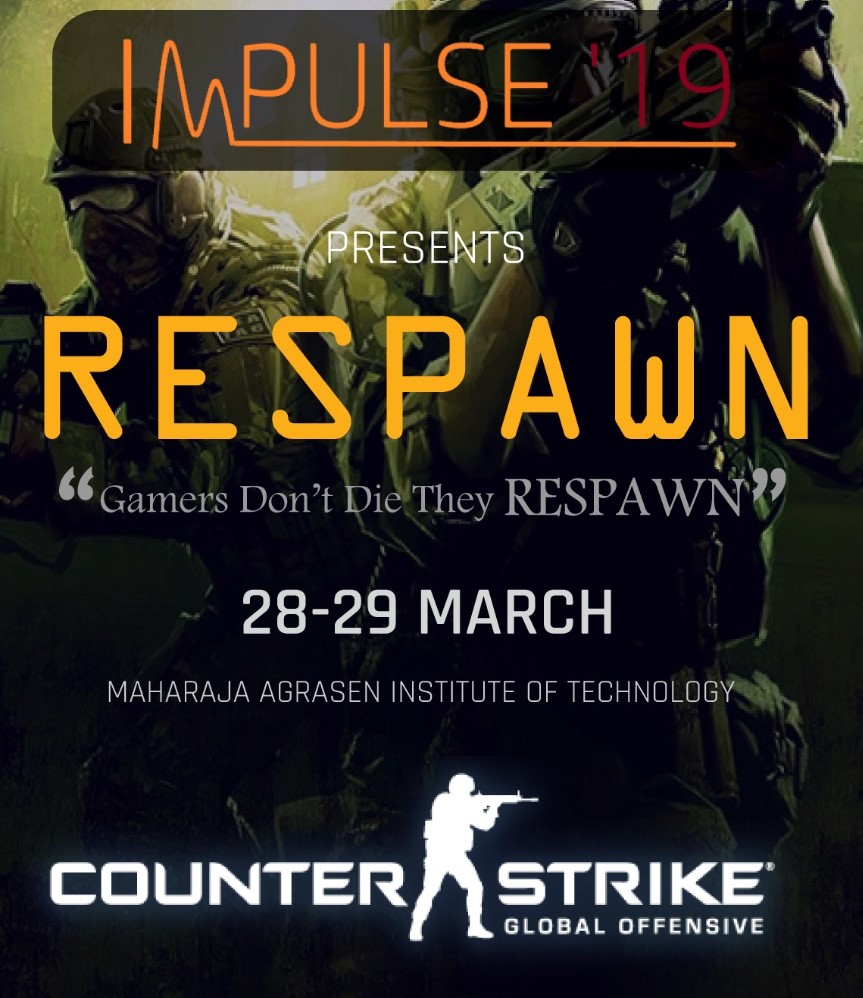 IMPULSE '19
PRESENTS
RESPAWN
“Gamers Don’t Die They RESPAWN”
28-29 MARCH
MAHARAJA AGRASEN INSTITUTE OF TECHNOLOGY
COUNTER STRIKE®
GLOBAL OFFENSIVE